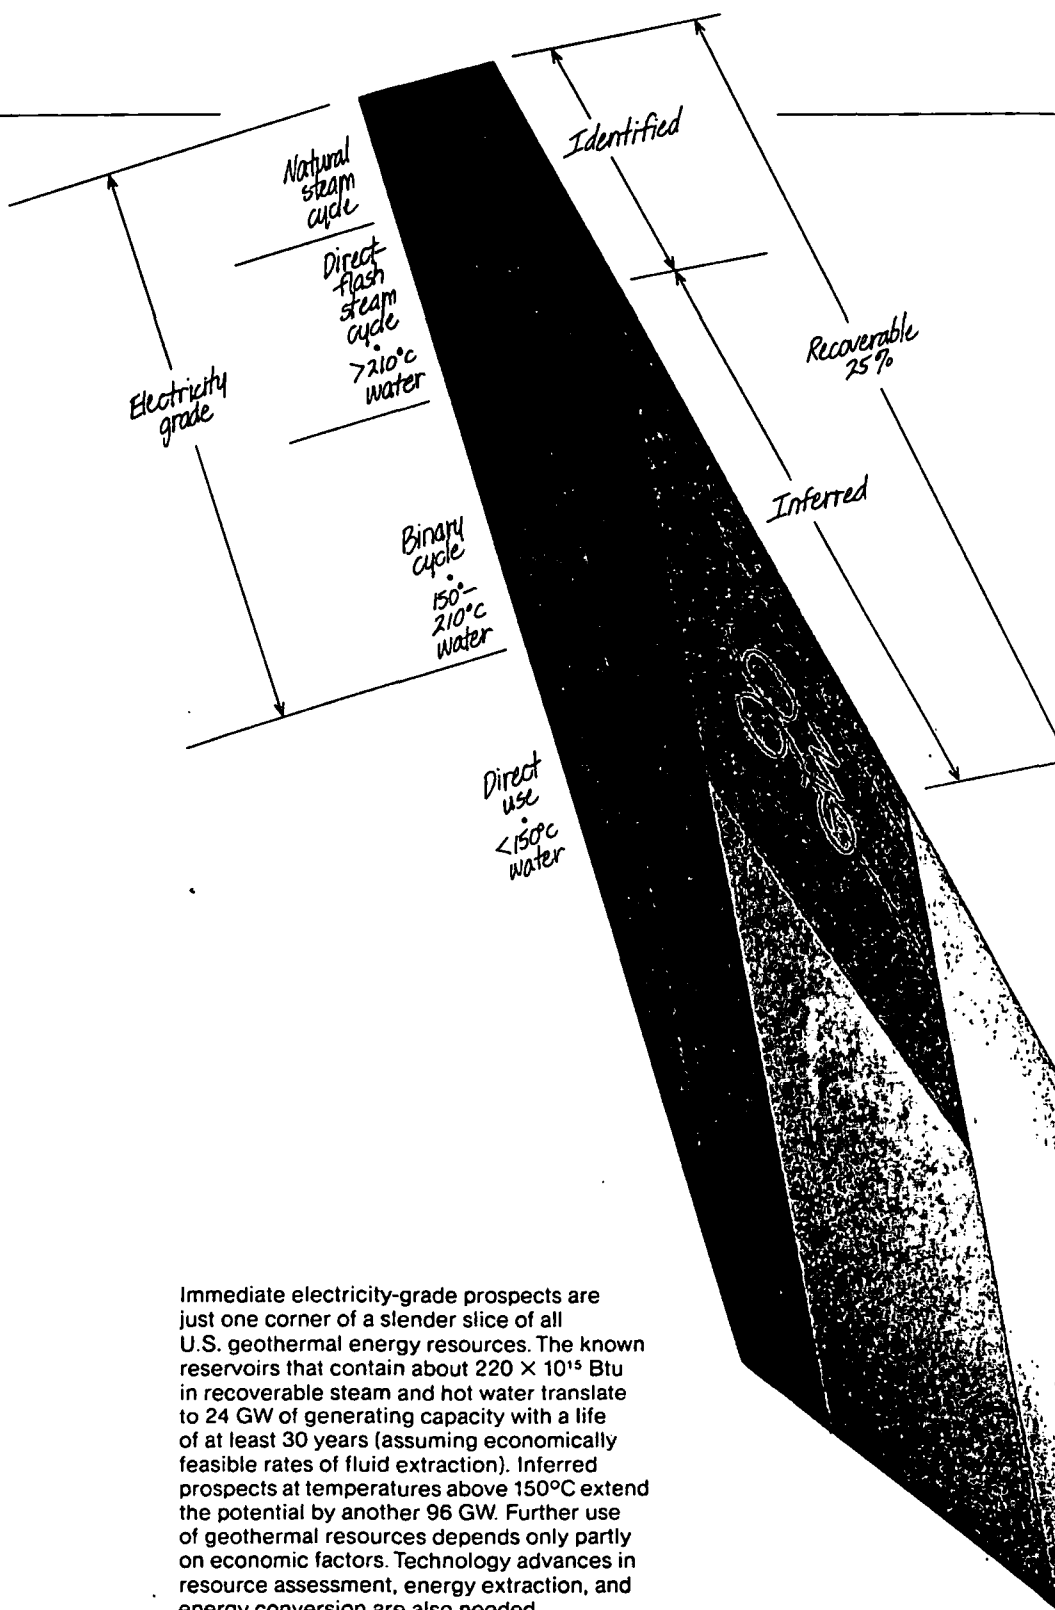 Identified
Natural
steam
cycle
Direct-
flash
steam
cycle
•
>210°C
water
Recoverable
25%
Electricity
grade
Inferred
Binary
cycle
•
150°–
210°C
water
Direct
use
•
<150°C
water
Immediate electricity-grade prospects are
just one corner of a slender slice of all
U.S. geothermal energy resources. The known
reservoirs that contain about 220 × 10¹⁵ Btu
in recoverable steam and hot water translate
to 24 GW of generating capacity with a life
of at least 30 years (assuming economically
feasible rates of fluid extraction). Inferred
prospects at temperatures above 150°C extend
the potential by another 96 GW. Further use
of geothermal resources depends only partly
on economic factors. Technology advances in
resource assessment, energy extraction, and
energy conversion are also needed.